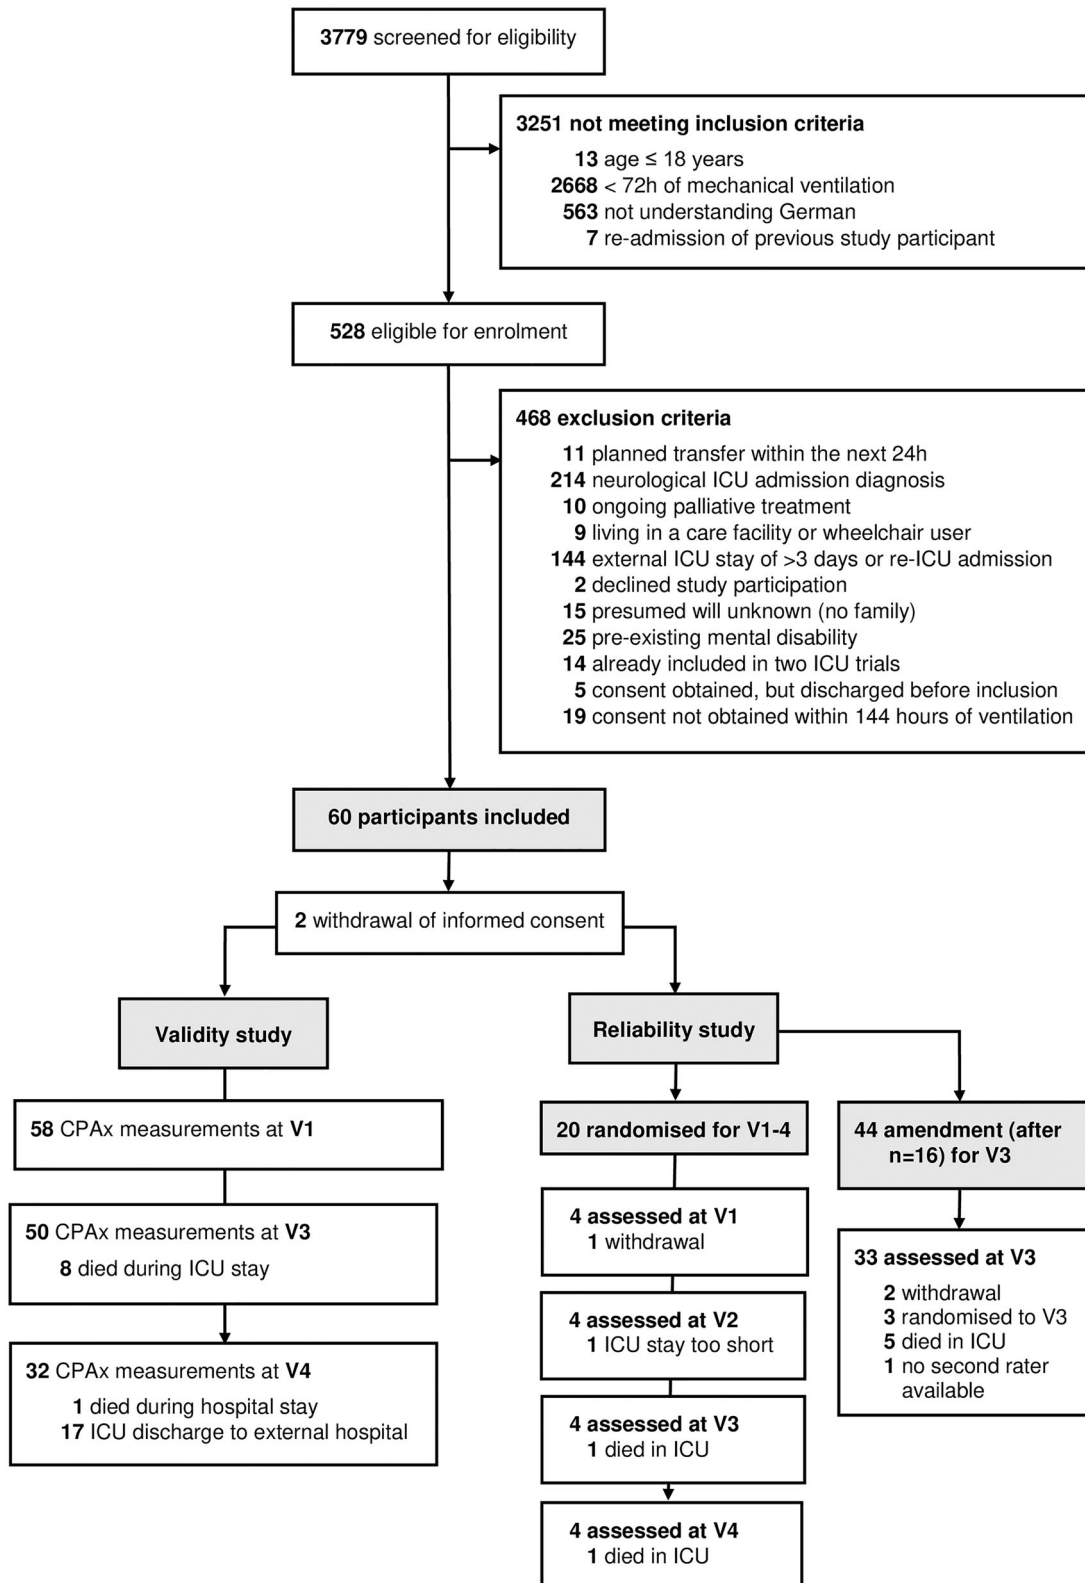 3779 screened for eligibility
3251 not meeting inclusion criteria
13 age ≤ 18 years
2668 < 72h of mechanical ventilation
563 not understanding German
7 re-admission of previous study participant
528 eligible for enrolment
468 exclusion criteria
11 planned transfer within the next 24h
214 neurological ICU admission diagnosis
10 ongoing palliative treatment
9 living in a care facility or wheelchair user
144 external ICU stay of >3 days or re-ICU admission
2 declined study participation
15 presumed will unknown (no family)
25 pre-existing mental disability
14 already included in two ICU trials
5 consent obtained, but discharged before inclusion
19 consent not obtained within 144 hours of ventilation
60 participants included
2 withdrawal of informed consent
Validity study
58 CPAx measurements at V1
50 CPAx measurements at V3
8 died during ICU stay
32 CPAx measurements at V4
1 died during hospital stay
17 ICU discharge to external hospital
Reliability study
20 randomised for V1-4
4 assessed at V1
1 withdrawal
4 assessed at V2
1 ICU stay too short
4 assessed at V3
1 died in ICU
4 assessed at V4
1 died in ICU
44 amendment (after
n=16) for V3
33 assessed at V3
2 withdrawal
3 randomised to V3
5 died in ICU
1 no second rater
available